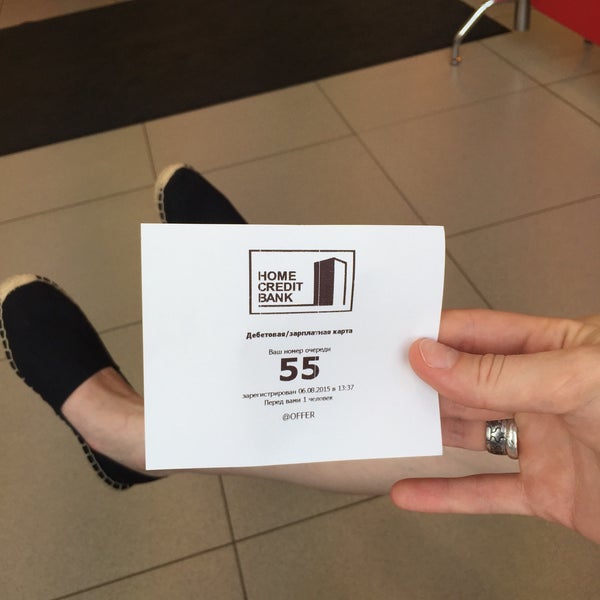 HOME
CREDIT
BANK
Дебетовая/зарплатная карта
Ваш номер очереди
55
зарегистрирован 06.08.2015 в 13:37
Перед вами 1 человек
@OFFER